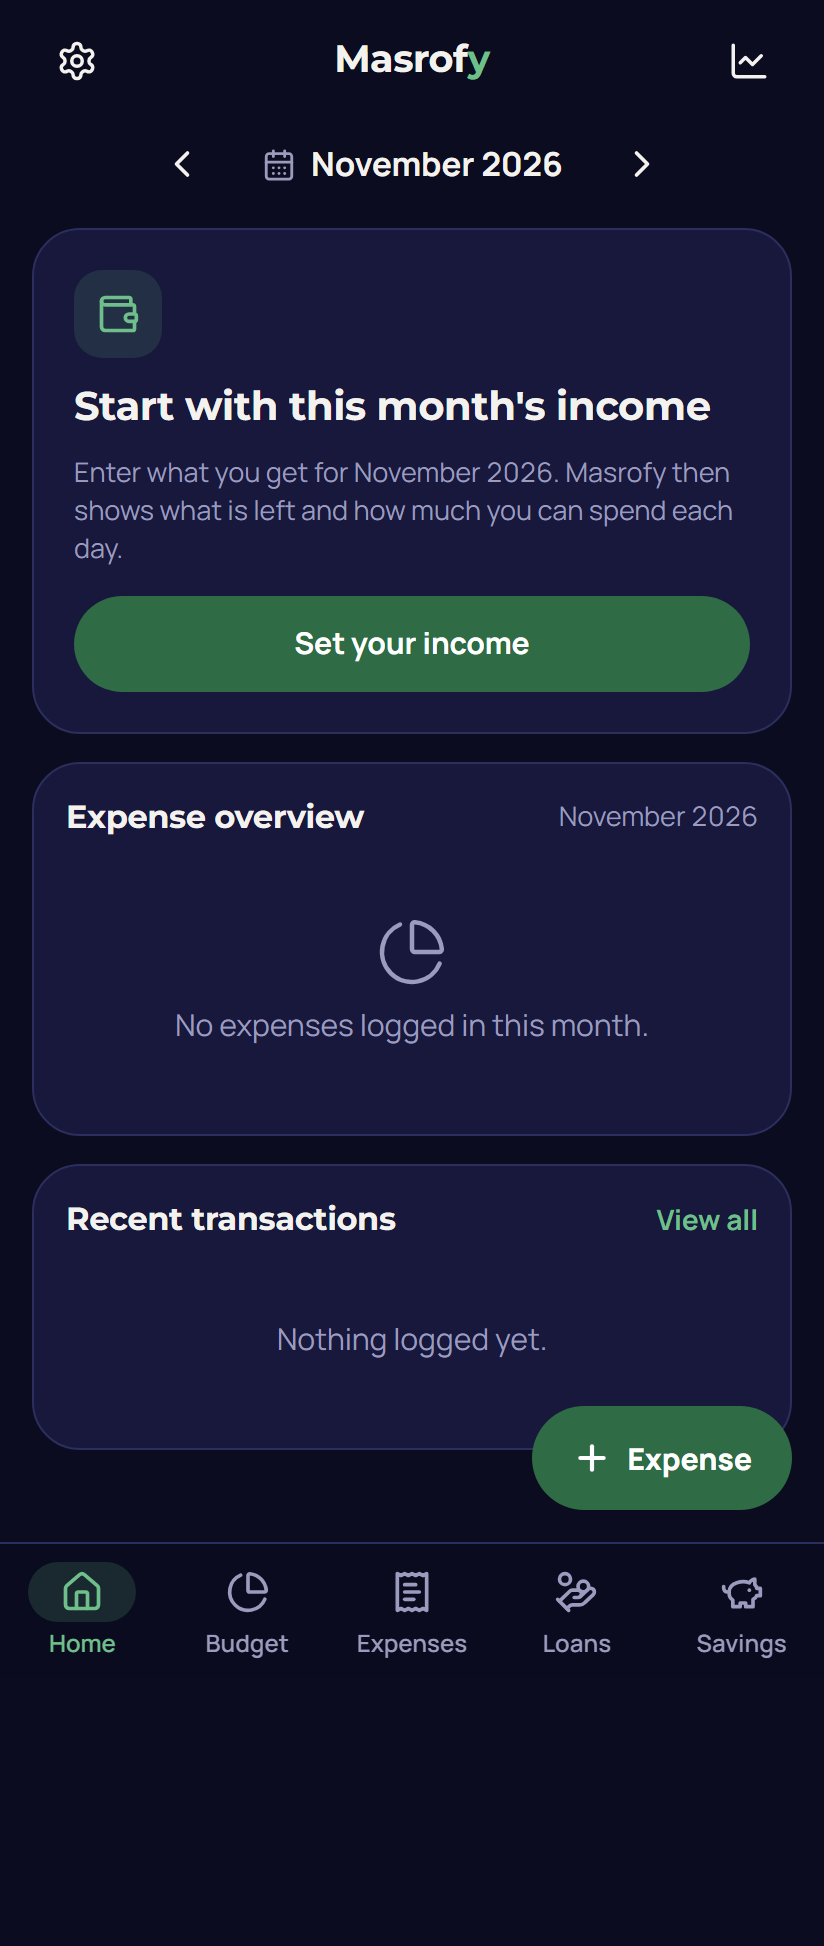 Masrofy
November 2026
Start with this month's income
Enter what you get for November 2026. Masrofy then
shows what is left and how much you can spend each
day.
Set your income
Expense overview
November 2026
No expenses logged in this month.
Recent transactions
View all
Nothing logged yet.
Expense
Home
Budget
Expenses
Loans
Savings